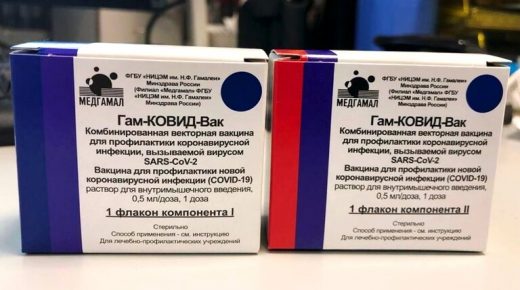 ФГБУ «НИЦЭМ им. Н.Ф. Гамалеи»
Минздрава России
(Филиал «Медгамал» ФГБУ
«НИЦЭМ им. Н.Ф. Гамалеи»
Минздрава России)
МЕДГАМАЛ
Гам-КОВИД-Вак
Комбинированная векторная вакцина
для профилактики коронавирусной
инфекции, вызываемой вирусом
SARS-CoV-2
Вакцина для профилактики новой
коронавирусной инфекции (COVID-19)
раствор для внутримышечного введения,
0,5 мл/доза, 1 доза
1 флакон компонента I
Стерильно
Способ применения - см. инструкцию
Для лечебно-профилактических учреждений
ФГБУ «НИЦЭМ им. Н.Ф. Гамалеи»
Минздрава России
(Филиал «Медгамал» ФГБУ
«НИЦЭМ им. Н.Ф. Гамалеи»
Минздрава России)
МЕДГАМАЛ
Гам-КОВИД-Вак
Комбинированная векторная вакцина
для профилактики коронавирусной
инфекции, вызываемой вирусом
SARS-CoV-2
Вакцина для профилактики новой
коронавирусной инфекции (COVID-19)
раствор для внутримышечного введения,
0,5 мл/доза, 1 доза
1 флакон компонента II
Стерильно
Способ применения - см. инструкцию
Для лечебно-профилактических учреждений